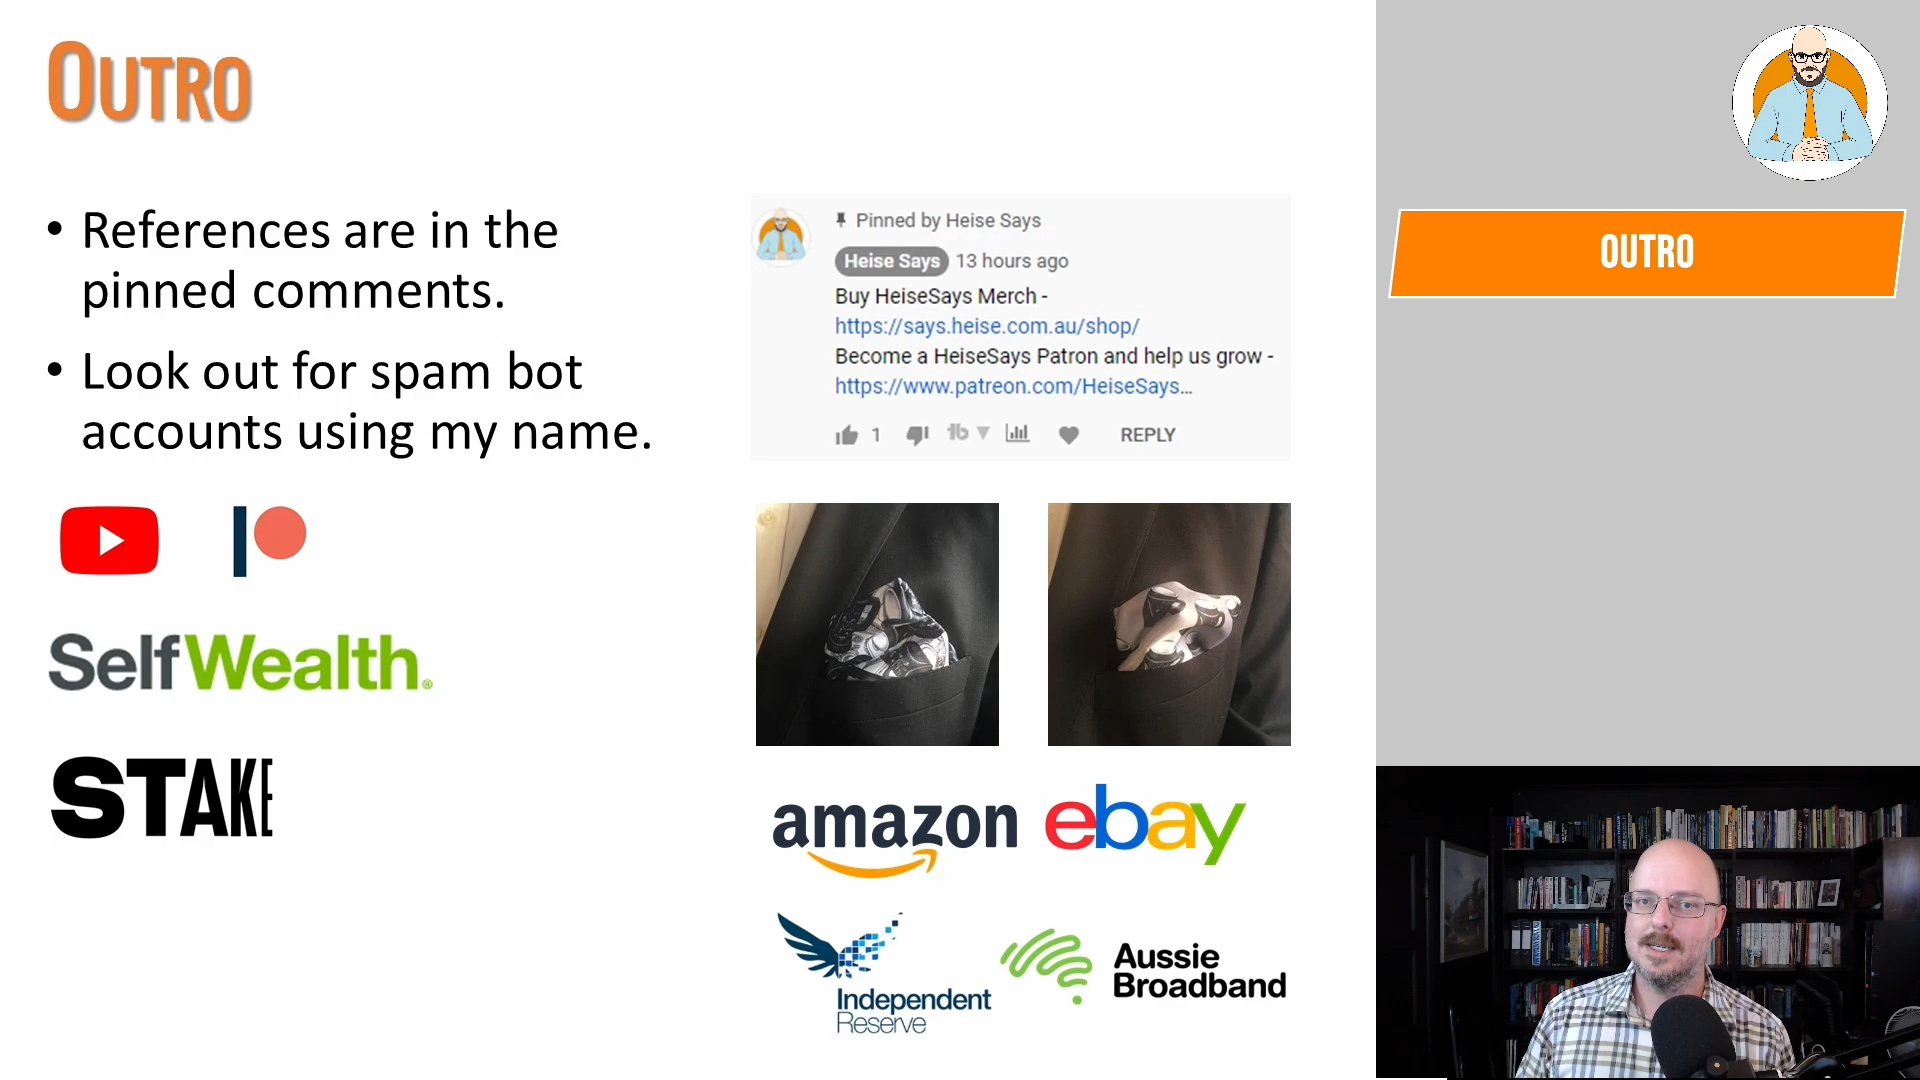 OUTRO
• References are in the
pinned comments.
• Look out for spam bot
accounts using my name.
SelfWealth®
STAKE
Pinned by Heise Says
Heise Says 13 hours ago
Buy HeiseSays Merch -
https://says.heise.com.au/shop/
Become a HeiseSays Patron and help us grow -
https://www.patreon.com/HeiseSays...
1 REPLY
amazon ebay
Independent
Reserve
Aussie
Broadband
OUTRO